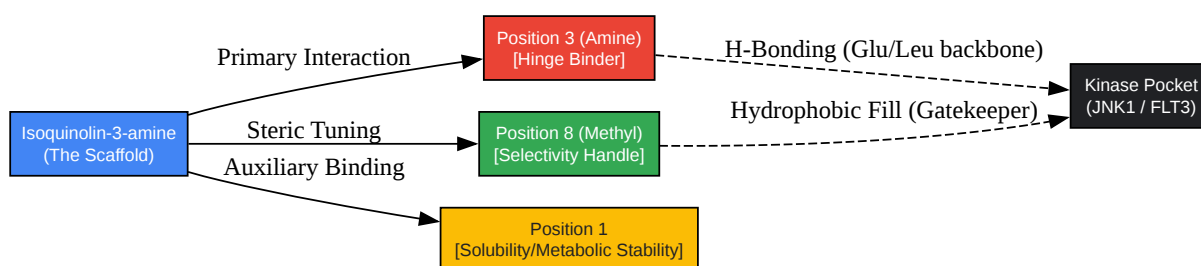 Isoquinolin-3-amine
(The Scaffold)
Primary Interaction
Steric Tuning
Auxiliary Binding
Position 3 (Amine)
[Hinge Binder]
Position 8 (Methyl)
[Selectivity Handle]
Position 1
[Solubility/Metabolic Stability]
H-Bonding (Glu/Leu backbone)
Hydrophobic Fill (Gatekeeper)
Kinase Pocket
(JNK1 / FLT3)